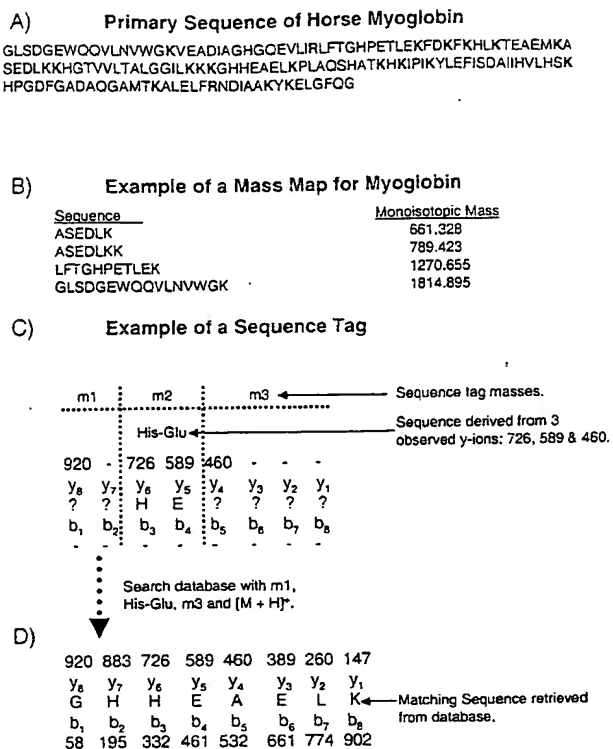 A) Primary Sequence of Horse Myoglobin
GLSDGEWQQVLNVWGKVEADIAGHGQEVLIRLFTGHPETLEKFDKFKHLKTEAEMKA
SEDLKKHGTVVLTALGGILKKKGHHEAELKPLAQSHATKHKIPIKYLEFISDAIIHVLHSK
HPGDFGADAQGAMTKALELFRNDIAAKYKELGFQG
B) Example of a Mass Map for Myoglobin
Sequence Monoisotopic Mass
ASEDLK 661.328
ASEDLKK 789.423
LFTGHPETLEK 1270.655
GLSDGEWQQVLNVWGK 1814.895
C) Example of a Sequence Tag
m1 m2 m3 Sequence tag masses.
His-Glu Sequence derived from 3
observed y-ions: 726, 589 & 460.
920 - 726 589 460 - - -
y8 y7 y6 y5 y4 y3 y2 y1
? ? H E ? ? ? ?
b1 b2 b3 b4 b5 b6 b7 b8
- - - - - - - -
Search database with m1,
His-Glu, m3 and [M + H]+.
D)
920 883 726 589 460 389 260 147
y8 y7 y6 y5 y4 y3 y2 y1
G H H E A E L K Matching Sequence retrieved
from database.
b1 b2 b3 b4 b5 b6 b7 b8
58 195 332 461 532 661 774 902